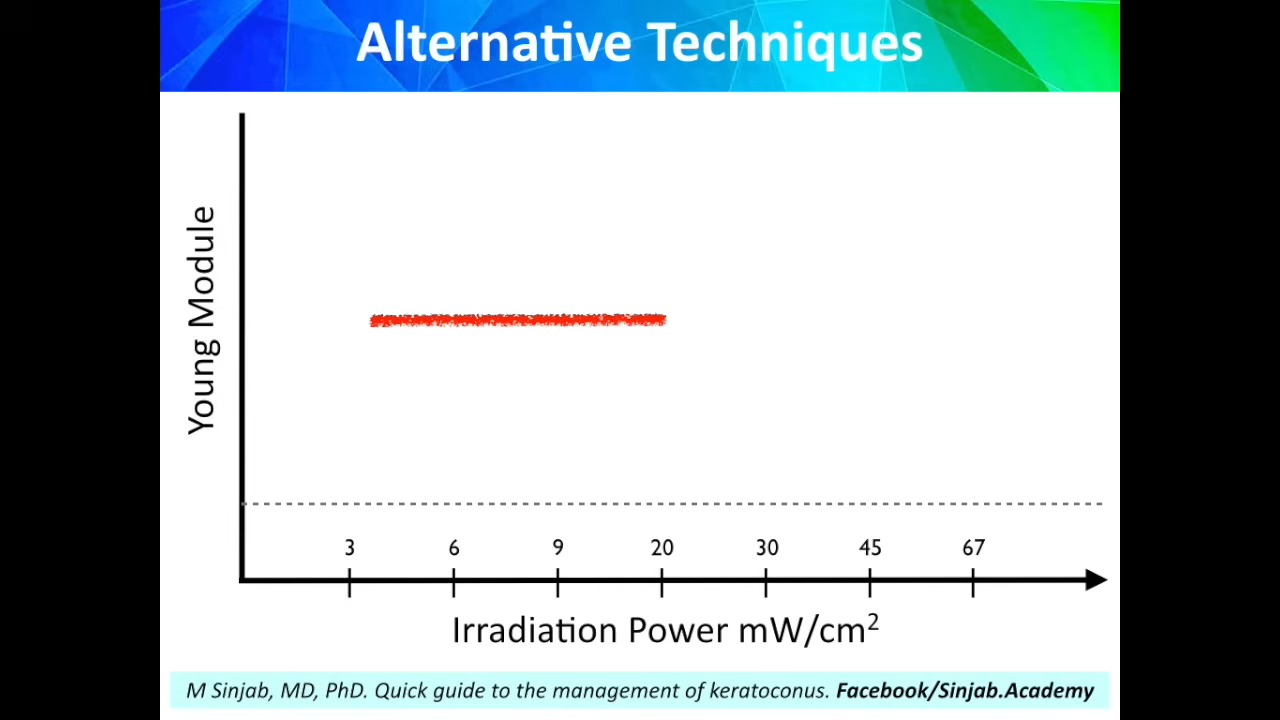 Alternative Techniques
Young Module
3 6 9 20 30 45 67
Irradiation Power mW/cm²
M Sinjab, MD, PhD. Quick guide to the management of keratoconus. Facebook/Sinjab.Academy